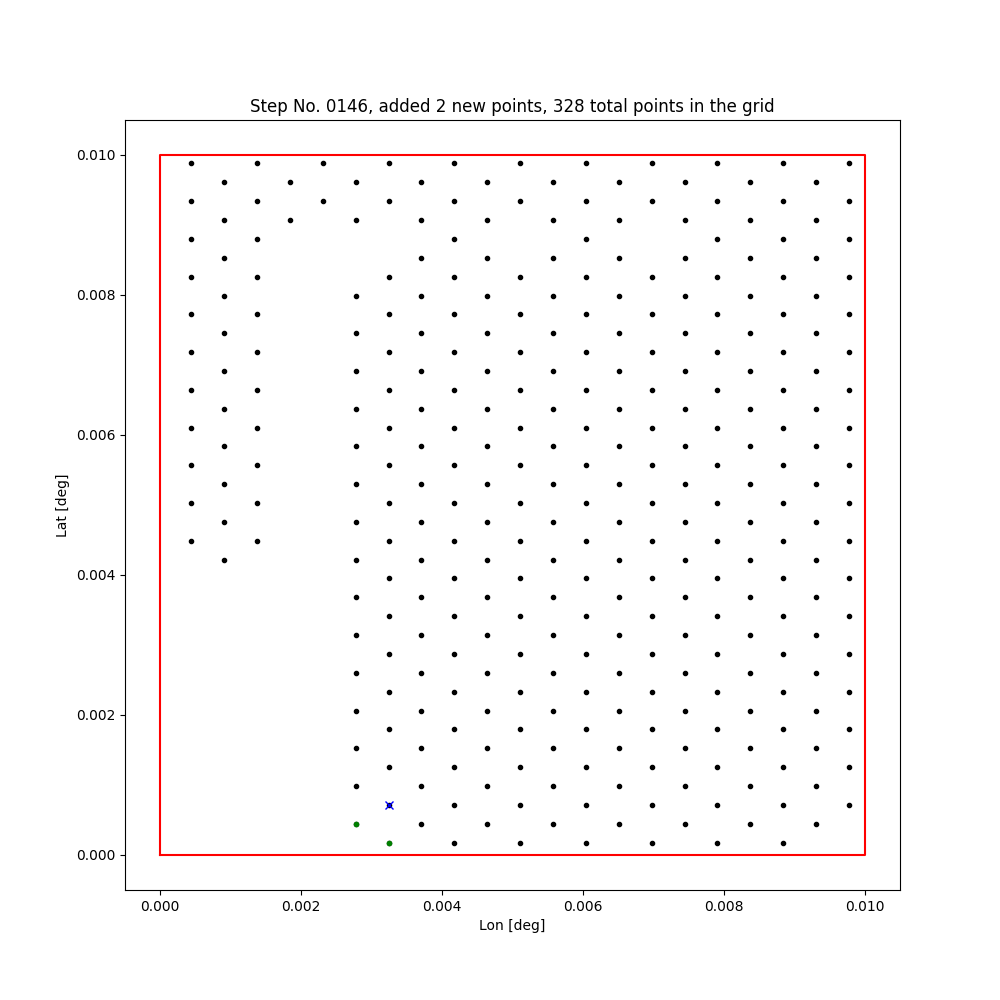 Step No. 0146, added 2 new points, 328 total points in the grid
0.010
0.008
0.006
0.004
0.002
0.000
Lat [deg]
0.000 0.002 0.004 0.006 0.008 0.010
Lon [deg]